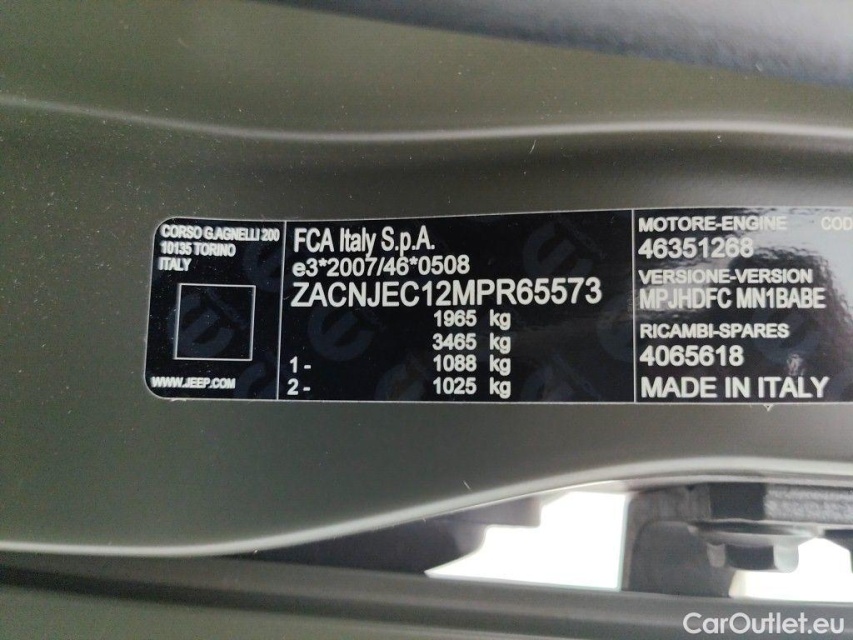 CORSO G.AGNELLI 200
10135 TORINO
ITALY
WWW.JEEP.COM
FCA Italy S.p.A.
e3*2007/46*0508
ZACNJEC12MPR65573
1965 kg
3465 kg
1- 1088 kg
2- 1025 kg
MOTORE-ENGINE COD
46351268
VERSIONE-VERSION
MPJHDFC MN1BABE
RICAMBI-SPARES
4065618
MADE IN ITALY
CarOutlet.eu